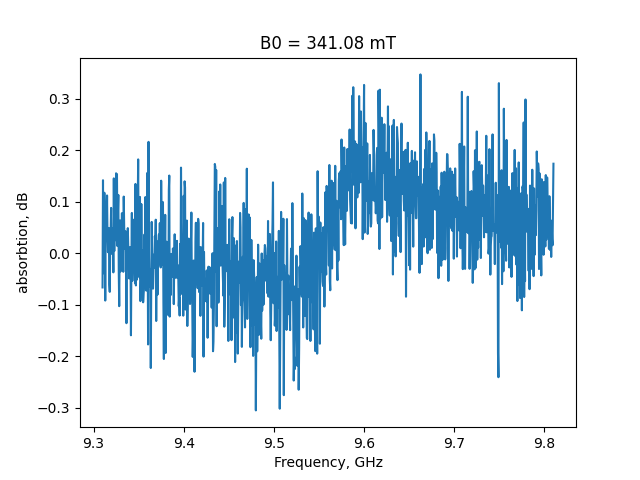 B0 = 341.08 mT
absorbtion, dB
0.3
0.2
0.1
0.0
−0.1
−0.2
−0.3
9.3 9.4 9.5 9.6 9.7 9.8
Frequency, GHz